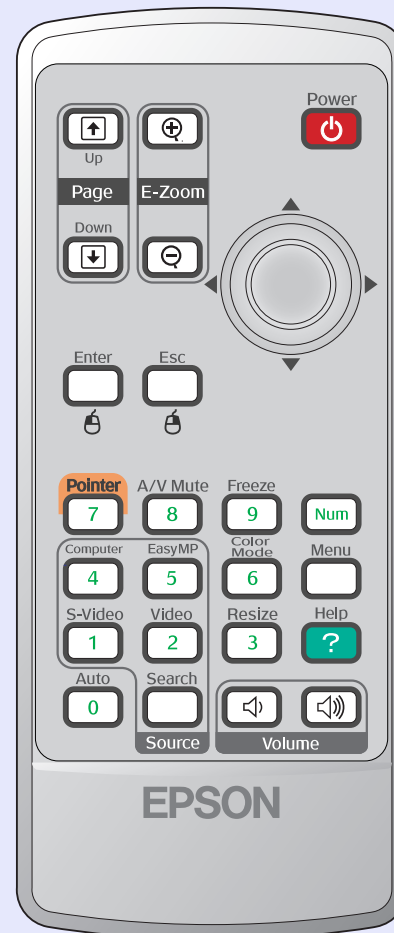 Power
Up
Page E-Zoom
Down
Enter Esc
Pointer A/V Mute Freeze
7 8 9 Num
Computer EasyMP Color Mode Menu
4 5 6
S-Video Video Resize Help
1 2 3 ?
Auto Search
0
Source Volume
EPSON